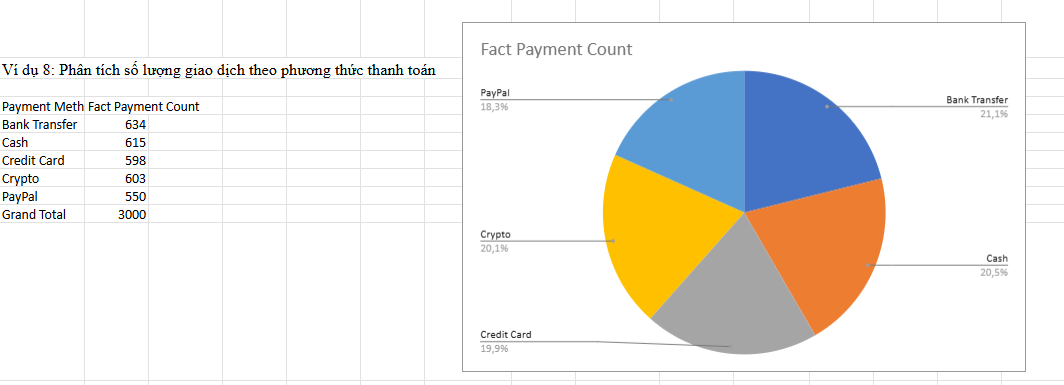 Ví dụ 8: Phân tích số lượng giao dịch theo phương thức thanh toán
Payment Meth Fact Payment Count
Bank Transfer 634
Cash 615
Credit Card 598
Crypto 603
PayPal 550
Grand Total 3000
Fact Payment Count
PayPal
18,3%
Bank Transfer
21,1%
Crypto
20,1%
Cash
20,5%
Credit Card
19,9%